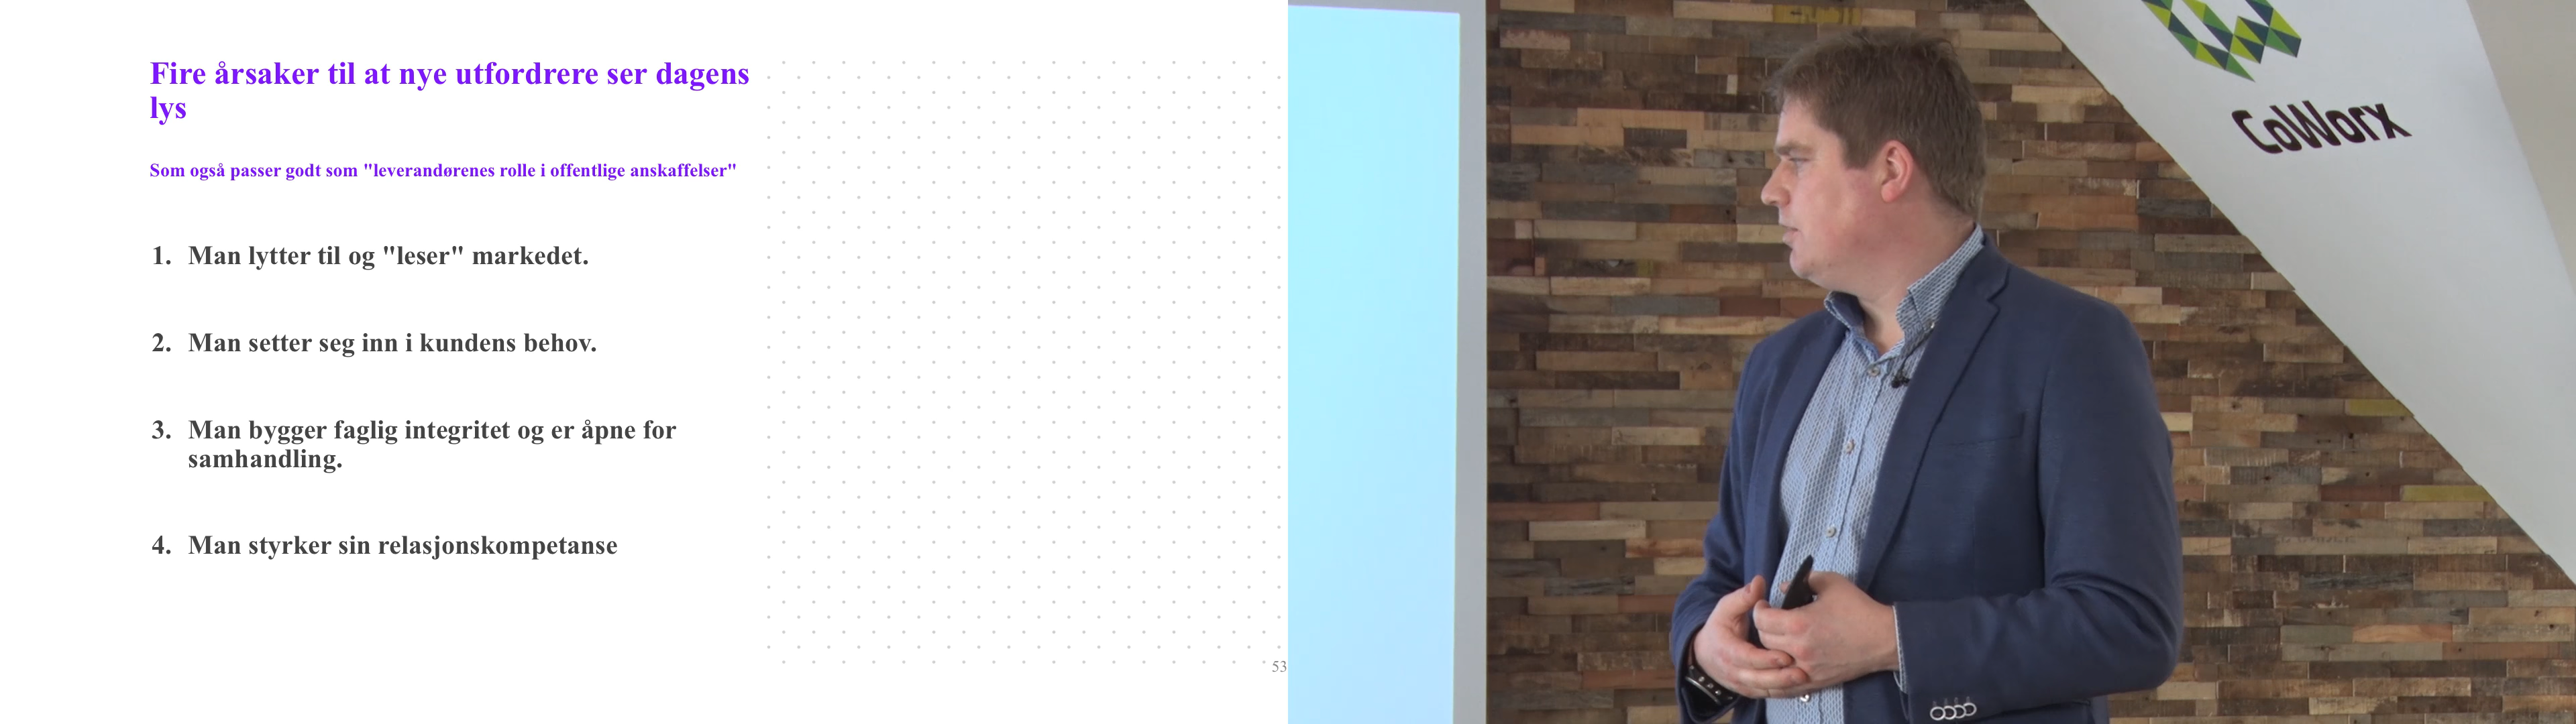 Fire årsaker til at nye utfordrere ser dagens
lys
Som også passer godt som "leverandørenes rolle i offentlige anskaffelser"
1. Man lytter til og "leser" markedet.
2. Man setter seg inn i kundens behov.
3. Man bygger faglig integritet og er åpne for
samhandling.
4. Man styrker sin relasjonskompetanse
53
CoWorx